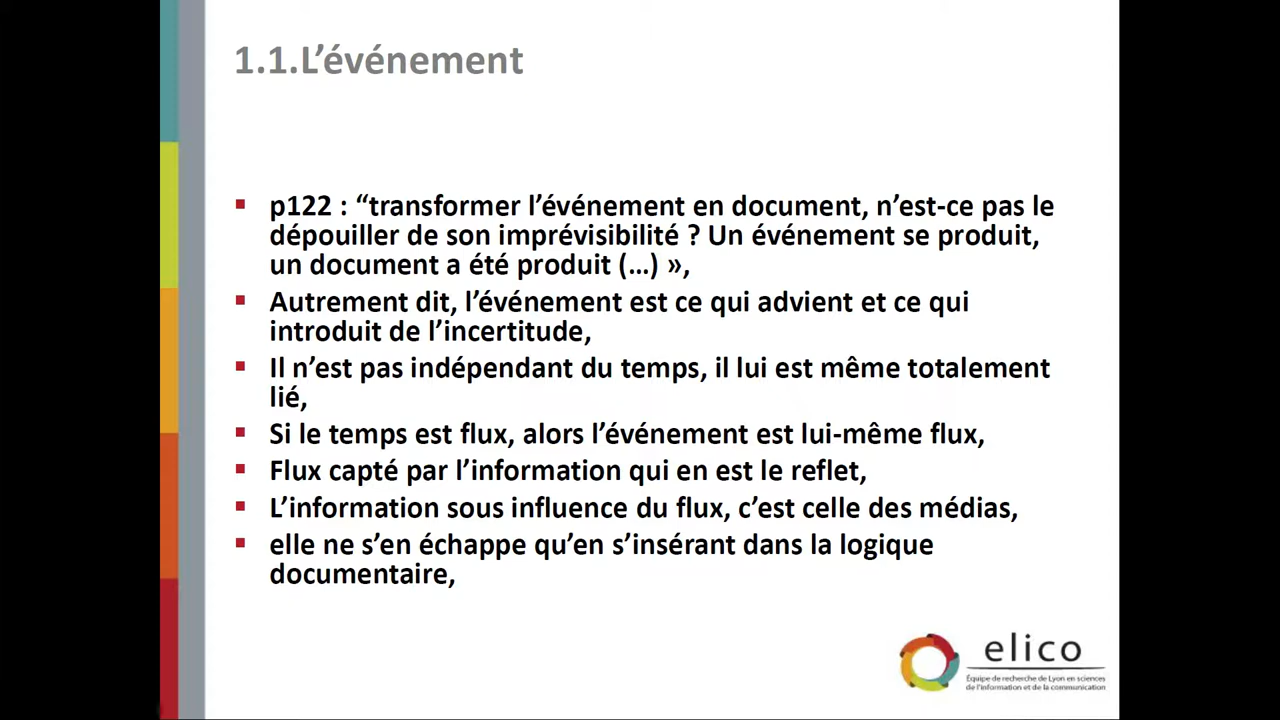 1.1.L’événement
p122 : “transformer l’événement en document, n’est-ce pas le
dépouiller de son imprévisibilité ? Un événement se produit,
un document a été produit (…) »,
Autrement dit, l’événement est ce qui advient et ce qui
introduit de l’incertitude,
Il n’est pas indépendant du temps, il lui est même totalement
lié,
Si le temps est flux, alors l’événement est lui-même flux,
Flux capté par l’information qui en est le reflet,
L’information sous influence du flux, c’est celle des médias,
elle ne s’en échappe qu’en s’insérant dans la logique
documentaire,
elico
Équipe de recherche de Lyon en sciences
de l’information et de la communication